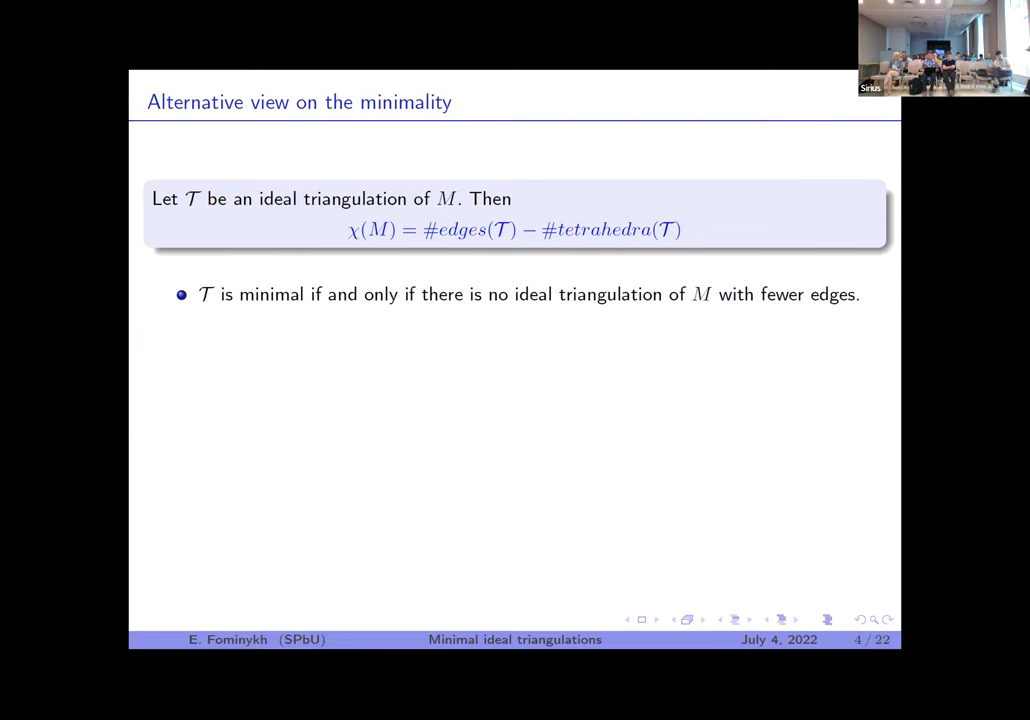 Sirius
Alternative view on the minimality
Let 𝒯 be an ideal triangulation of M. Then
χ(M) = #edges(𝒯) − #tetrahedra(𝒯)
𝒯 is minimal if and only if there is no ideal triangulation of M with fewer edges.
E. Fominykh (SPbU) Minimal ideal triangulations July 4, 2022 4 / 22